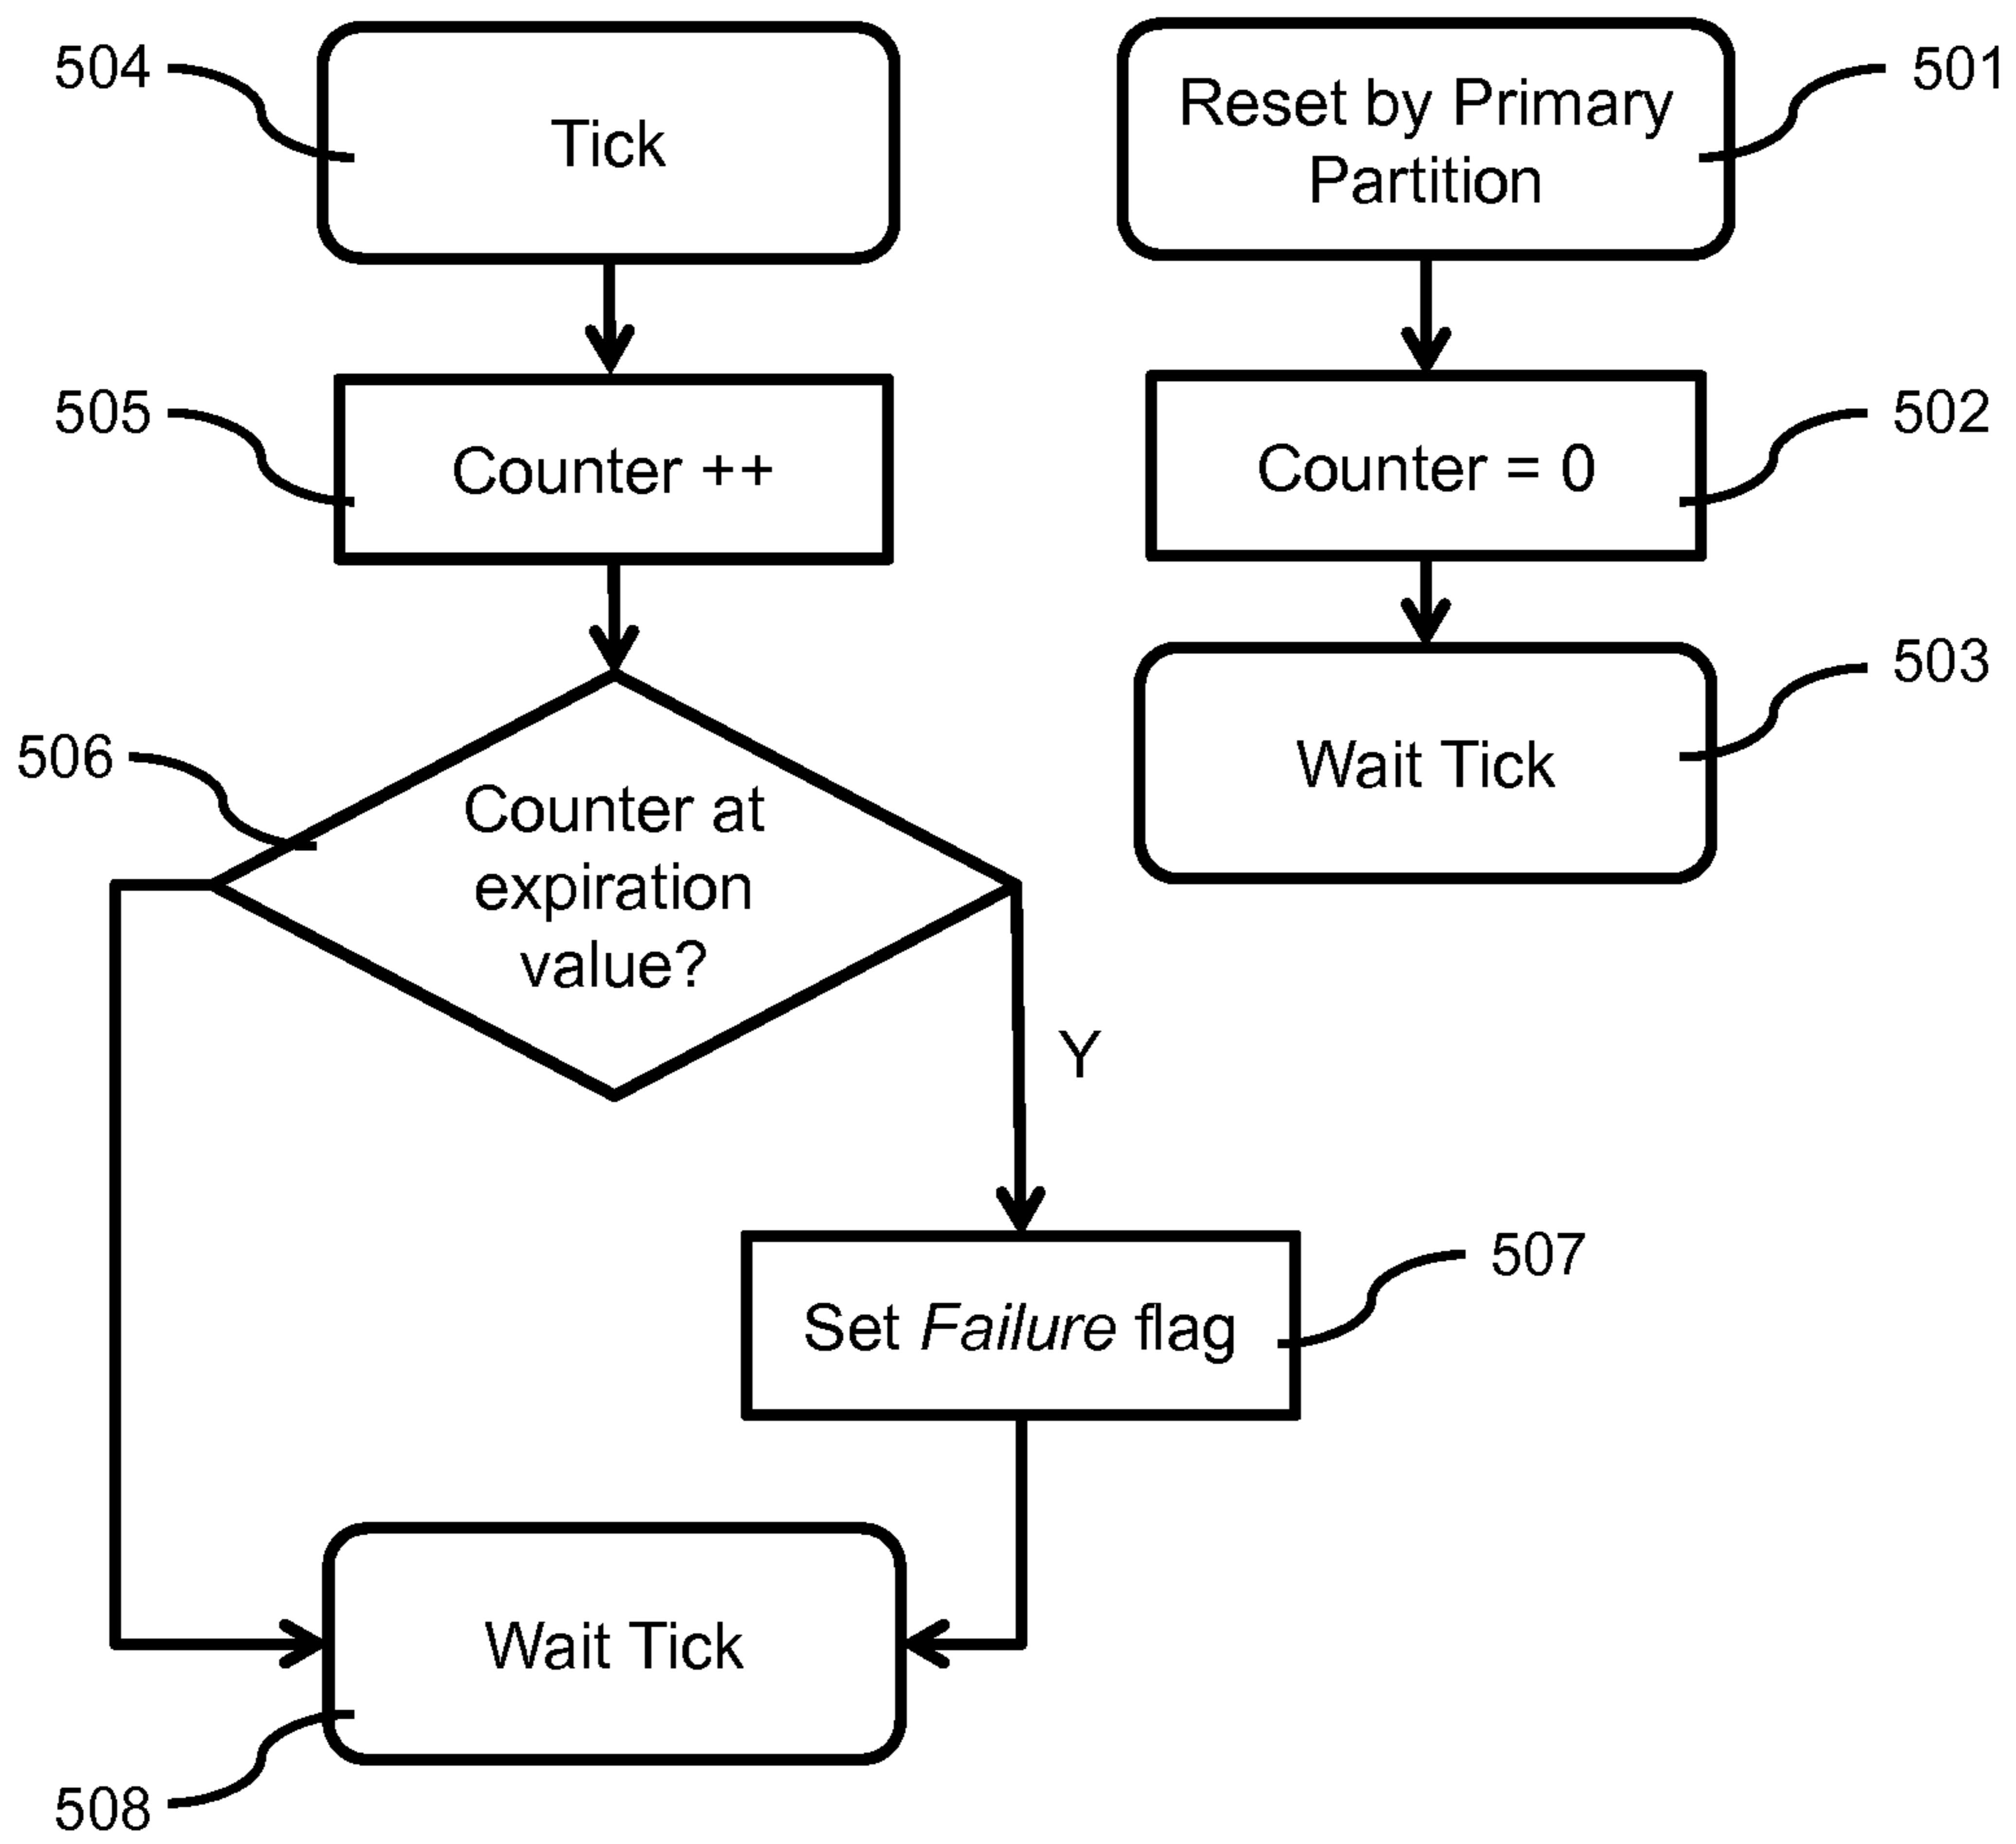 504
Tick
Reset by Primary
Partition
501
505
Counter ++
Counter = 0
502
506
Counter at
expiration
value?
Wait Tick
503
Y
Set Failure flag
507
Wait Tick
508